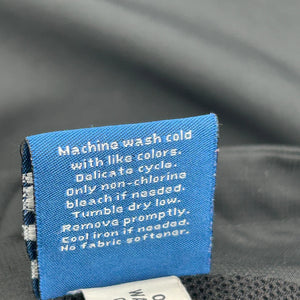 Machine wash cold
with like colors.
Delicate cycle.
Only non-chlorine
bleach if needed.
Tumble dry low.
Remove promptly.
Cool iron if needed.
No fabric softener.